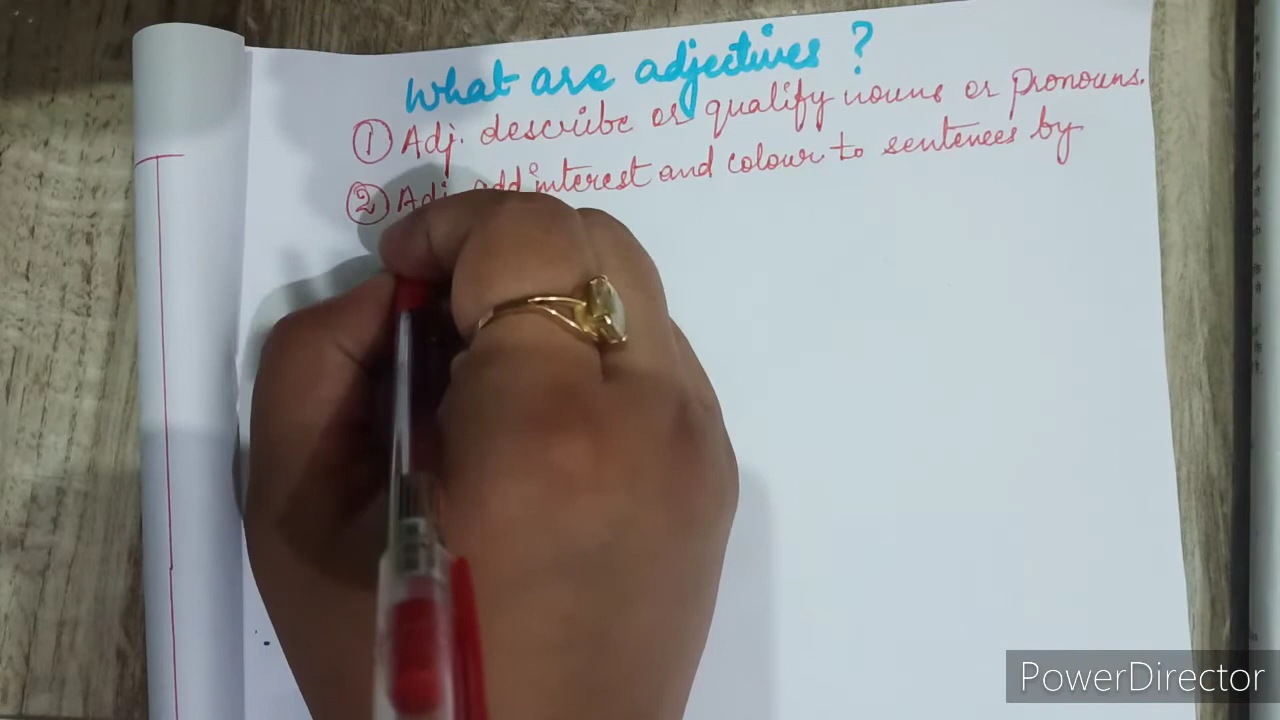 What are adjectives ?
① Adj. describe or qualify nouns or pronouns.
② Adj. add interest and colour to sentences by
PowerDirector